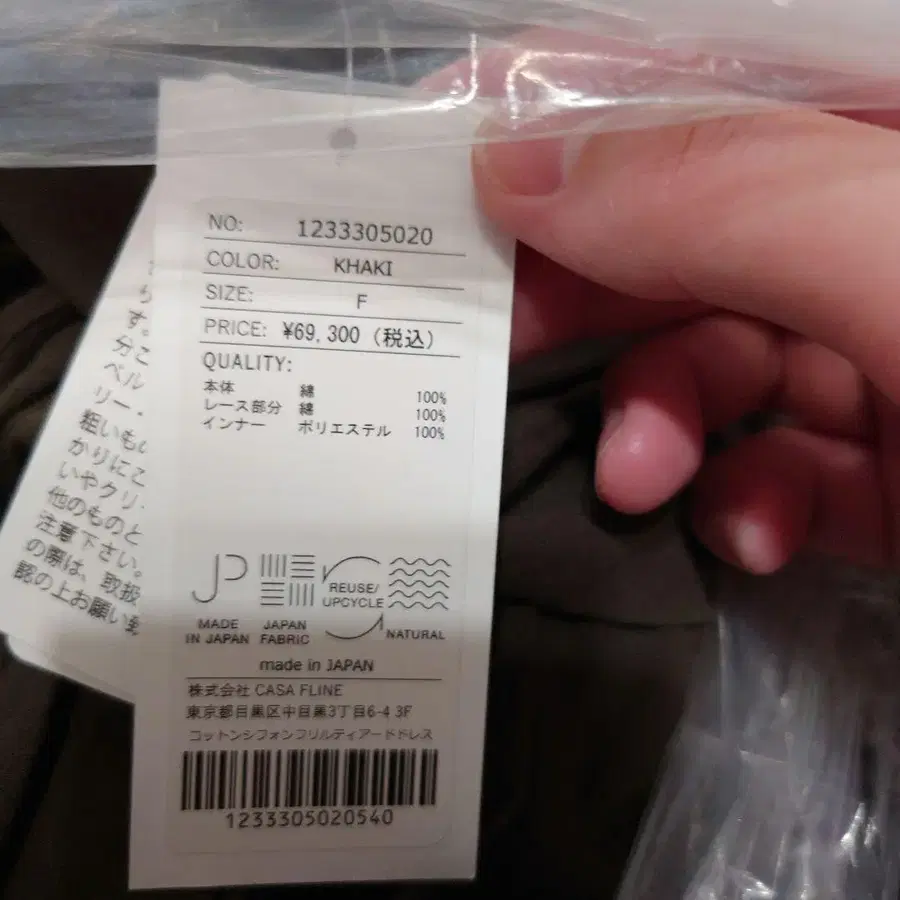 NO: 1233305020
COLOR: KHAKI
SIZE: F
PRICE: ¥69,300 (税込)
QUALITY:
本体 綿 100%
レース部分 綿 100%
インナー ポリエステル 100%
JP
MADE IN JAPAN
JAPAN FABRIC
REUSE/ UPCYCLE
NATURAL
made in JAPAN
株式会社 CASA FLINE
東京都目黒区中目黒3丁目6-4 3F
コットンシフォンフリルティアードドレス
1233305020540
り
す。
分こ
ベル
リー・
粗いもの
かりにこ
いやクリ
他のものと
注意下さい。
の際は、取扱
認の上お願い